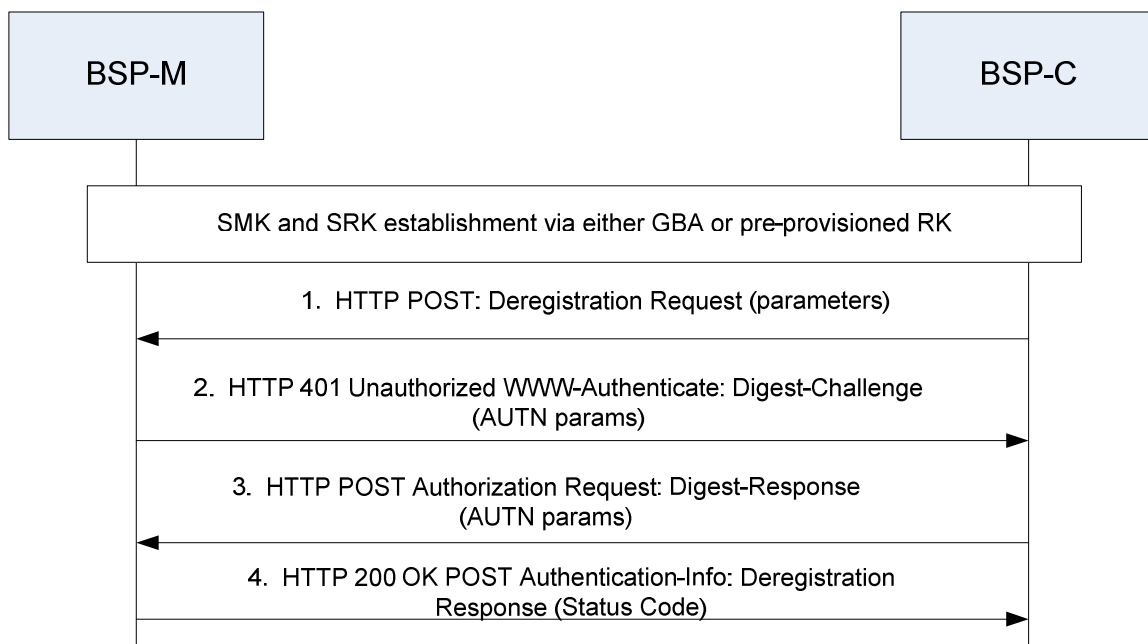 BSP-M
BSP-C
SMK and SRK establishment via either GBA or pre-provisioned RK
1. HTTP POST: Deregistration Request (parameters)
2. HTTP 401 Unauthorized WWW-Authenticate: Digest-Challenge
(AUTN params)
3. HTTP POST Authorization Request: Digest-Response
(AUTN params)
4. HTTP 200 OK POST Authentication-Info: Deregistration
Response (Status Code)